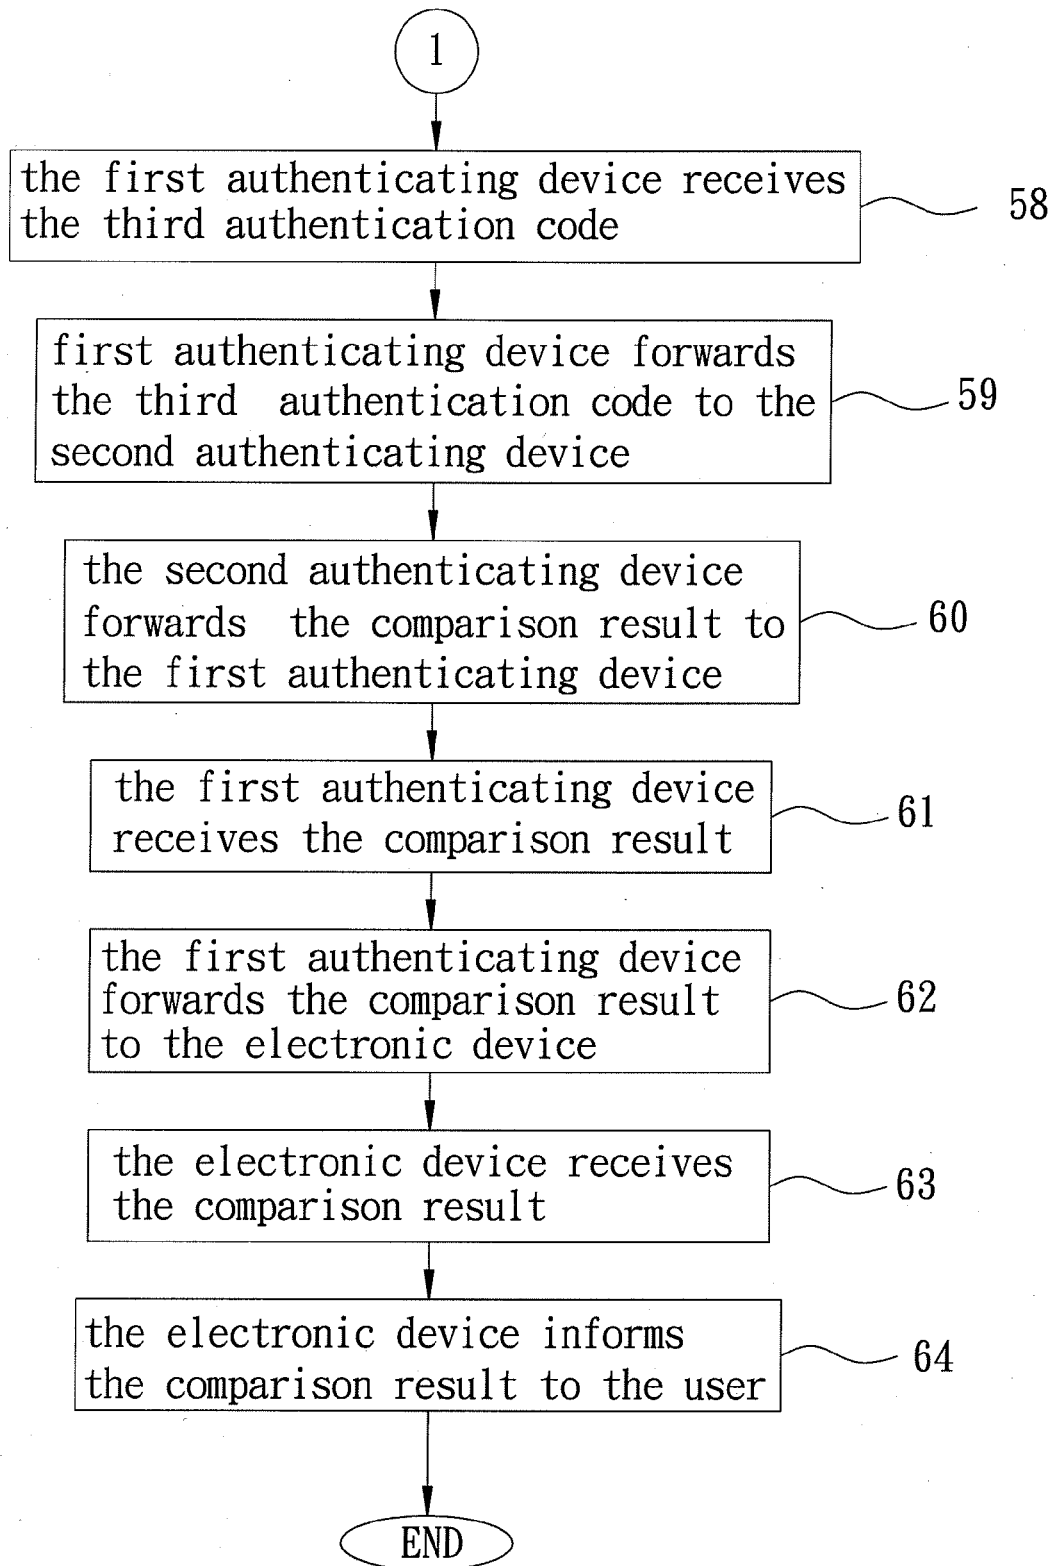 1
the first authenticating device receives
the third authentication code
58
first authenticating device forwards
the third authentication code to the
second authenticating device
59
the second authenticating device
forwards the comparison result to
the first authenticating device
60
the first authenticating device
receives the comparison result
61
the first authenticating device
forwards the comparison result
to the electronic device
62
the electronic device receives
the comparison result
63
the electronic device informs
the comparison result to the user
64
END